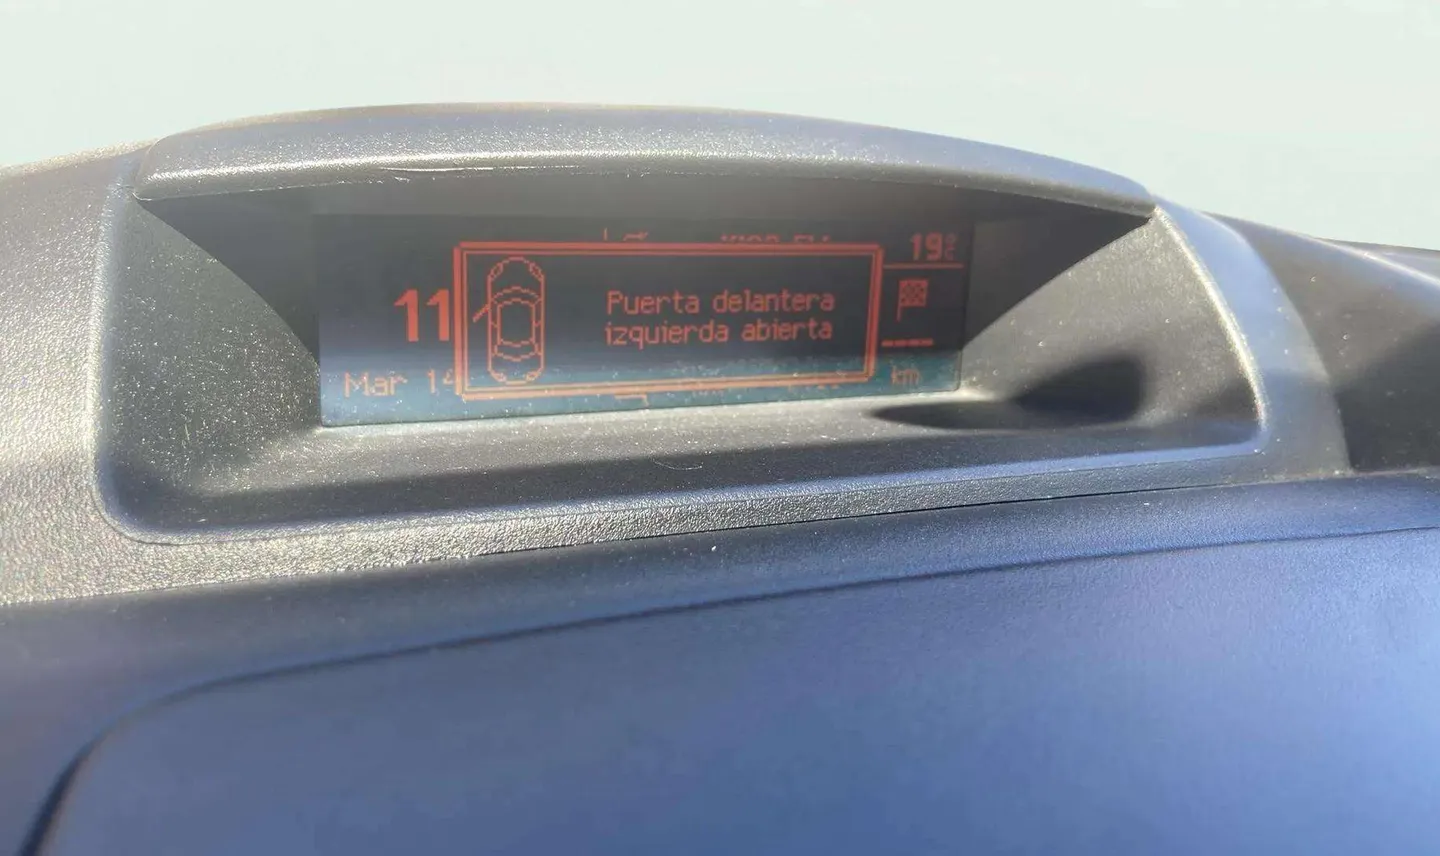 19°C
11
Puerta delantera
izquierda abierta
----
Mar 14
km